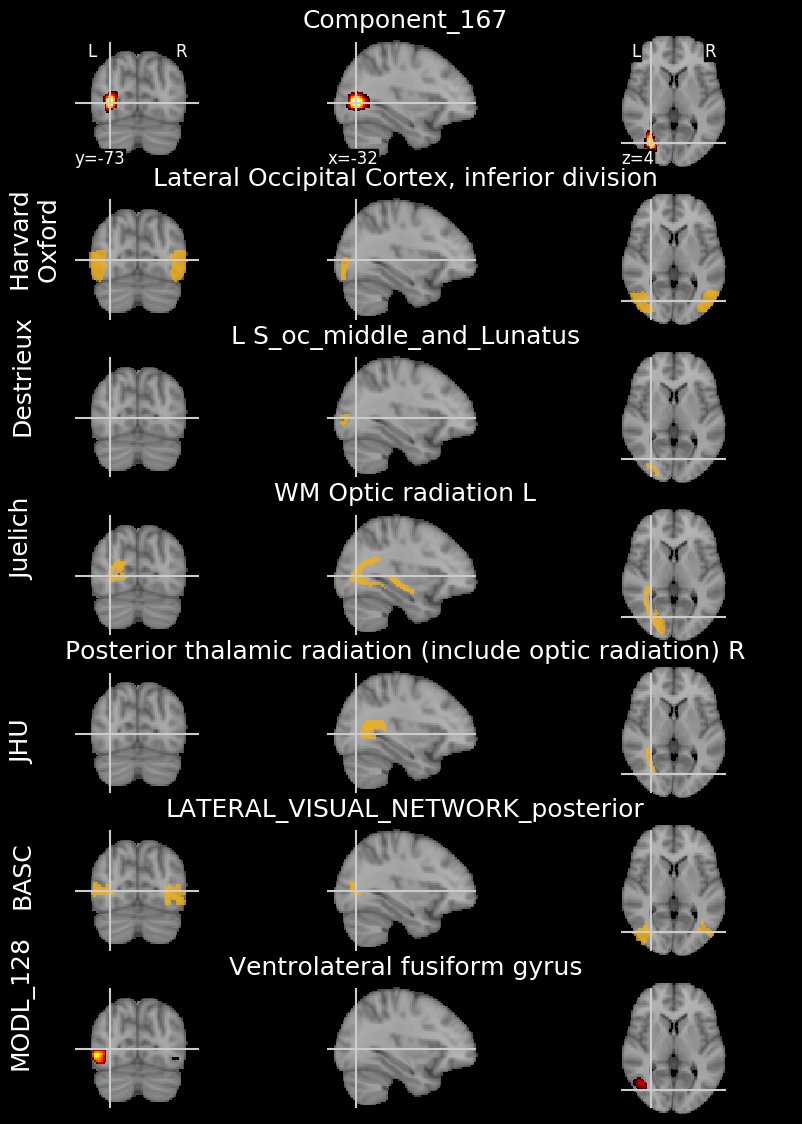 Component_167
L R
L R
y=-73 x=-32 z=4
Lateral Occipital Cortex, inferior division
Harvard
Oxford
L S_oc_middle_and_Lunatus
Destrieux
WM Optic radiation L
Juelich
Posterior thalamic radiation (include optic radiation) R
JHU
LATERAL_VISUAL_NETWORK_posterior
BASC
Ventrolateral fusiform gyrus
MODL_128